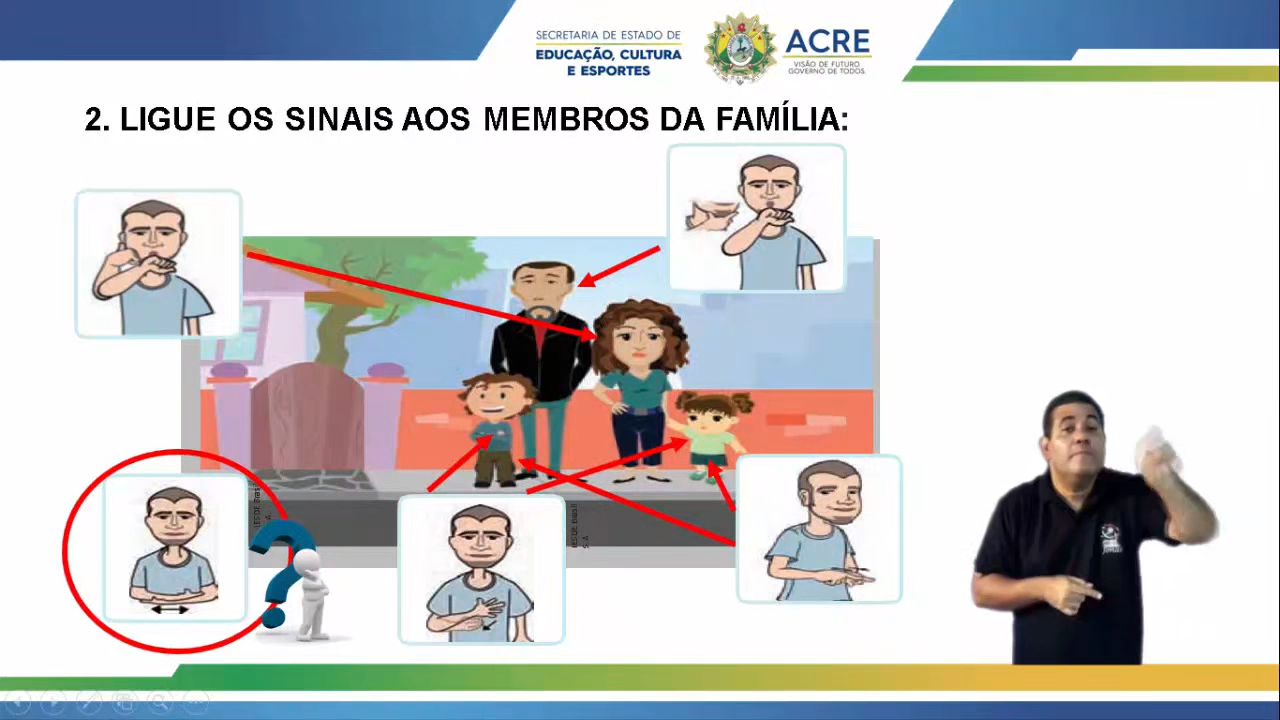 SECRETARIA DE ESTADO DE
EDUCAÇÃO, CULTURA
E ESPORTES
ACRE
VISÃO DE FUTURO
GOVERNO DE TODOS
2. LIGUE OS SINAIS AOS MEMBROS DA FAMÍLIA: